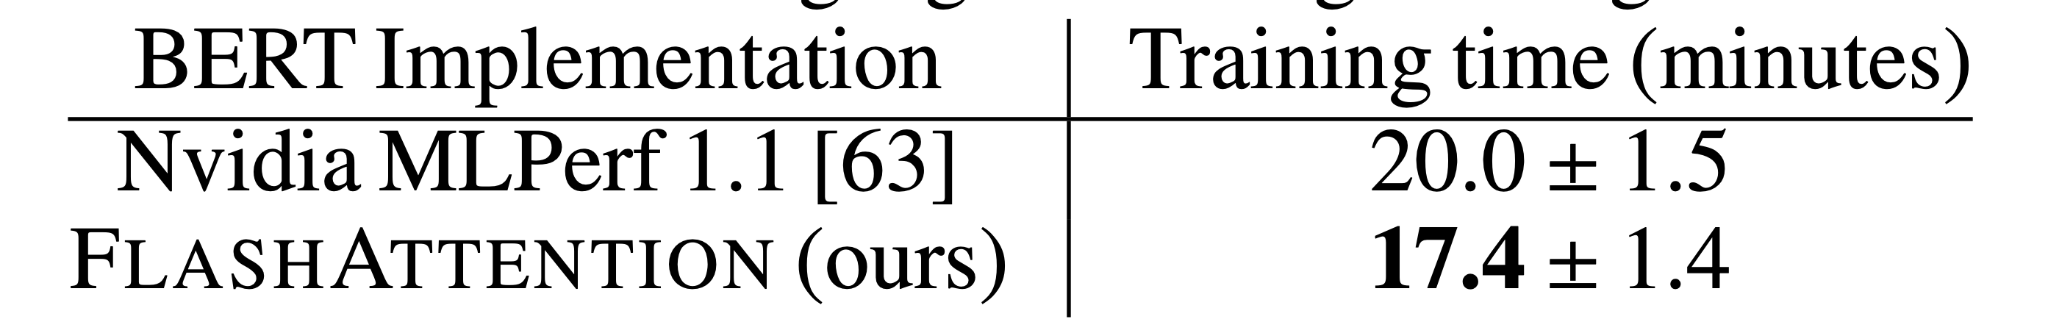 BERT Implementation Training time (minutes)
Nvidia MLPerf 1.1 [63] 20.0 ± 1.5
FLASHATTENTION (ours) 17.4 ± 1.4